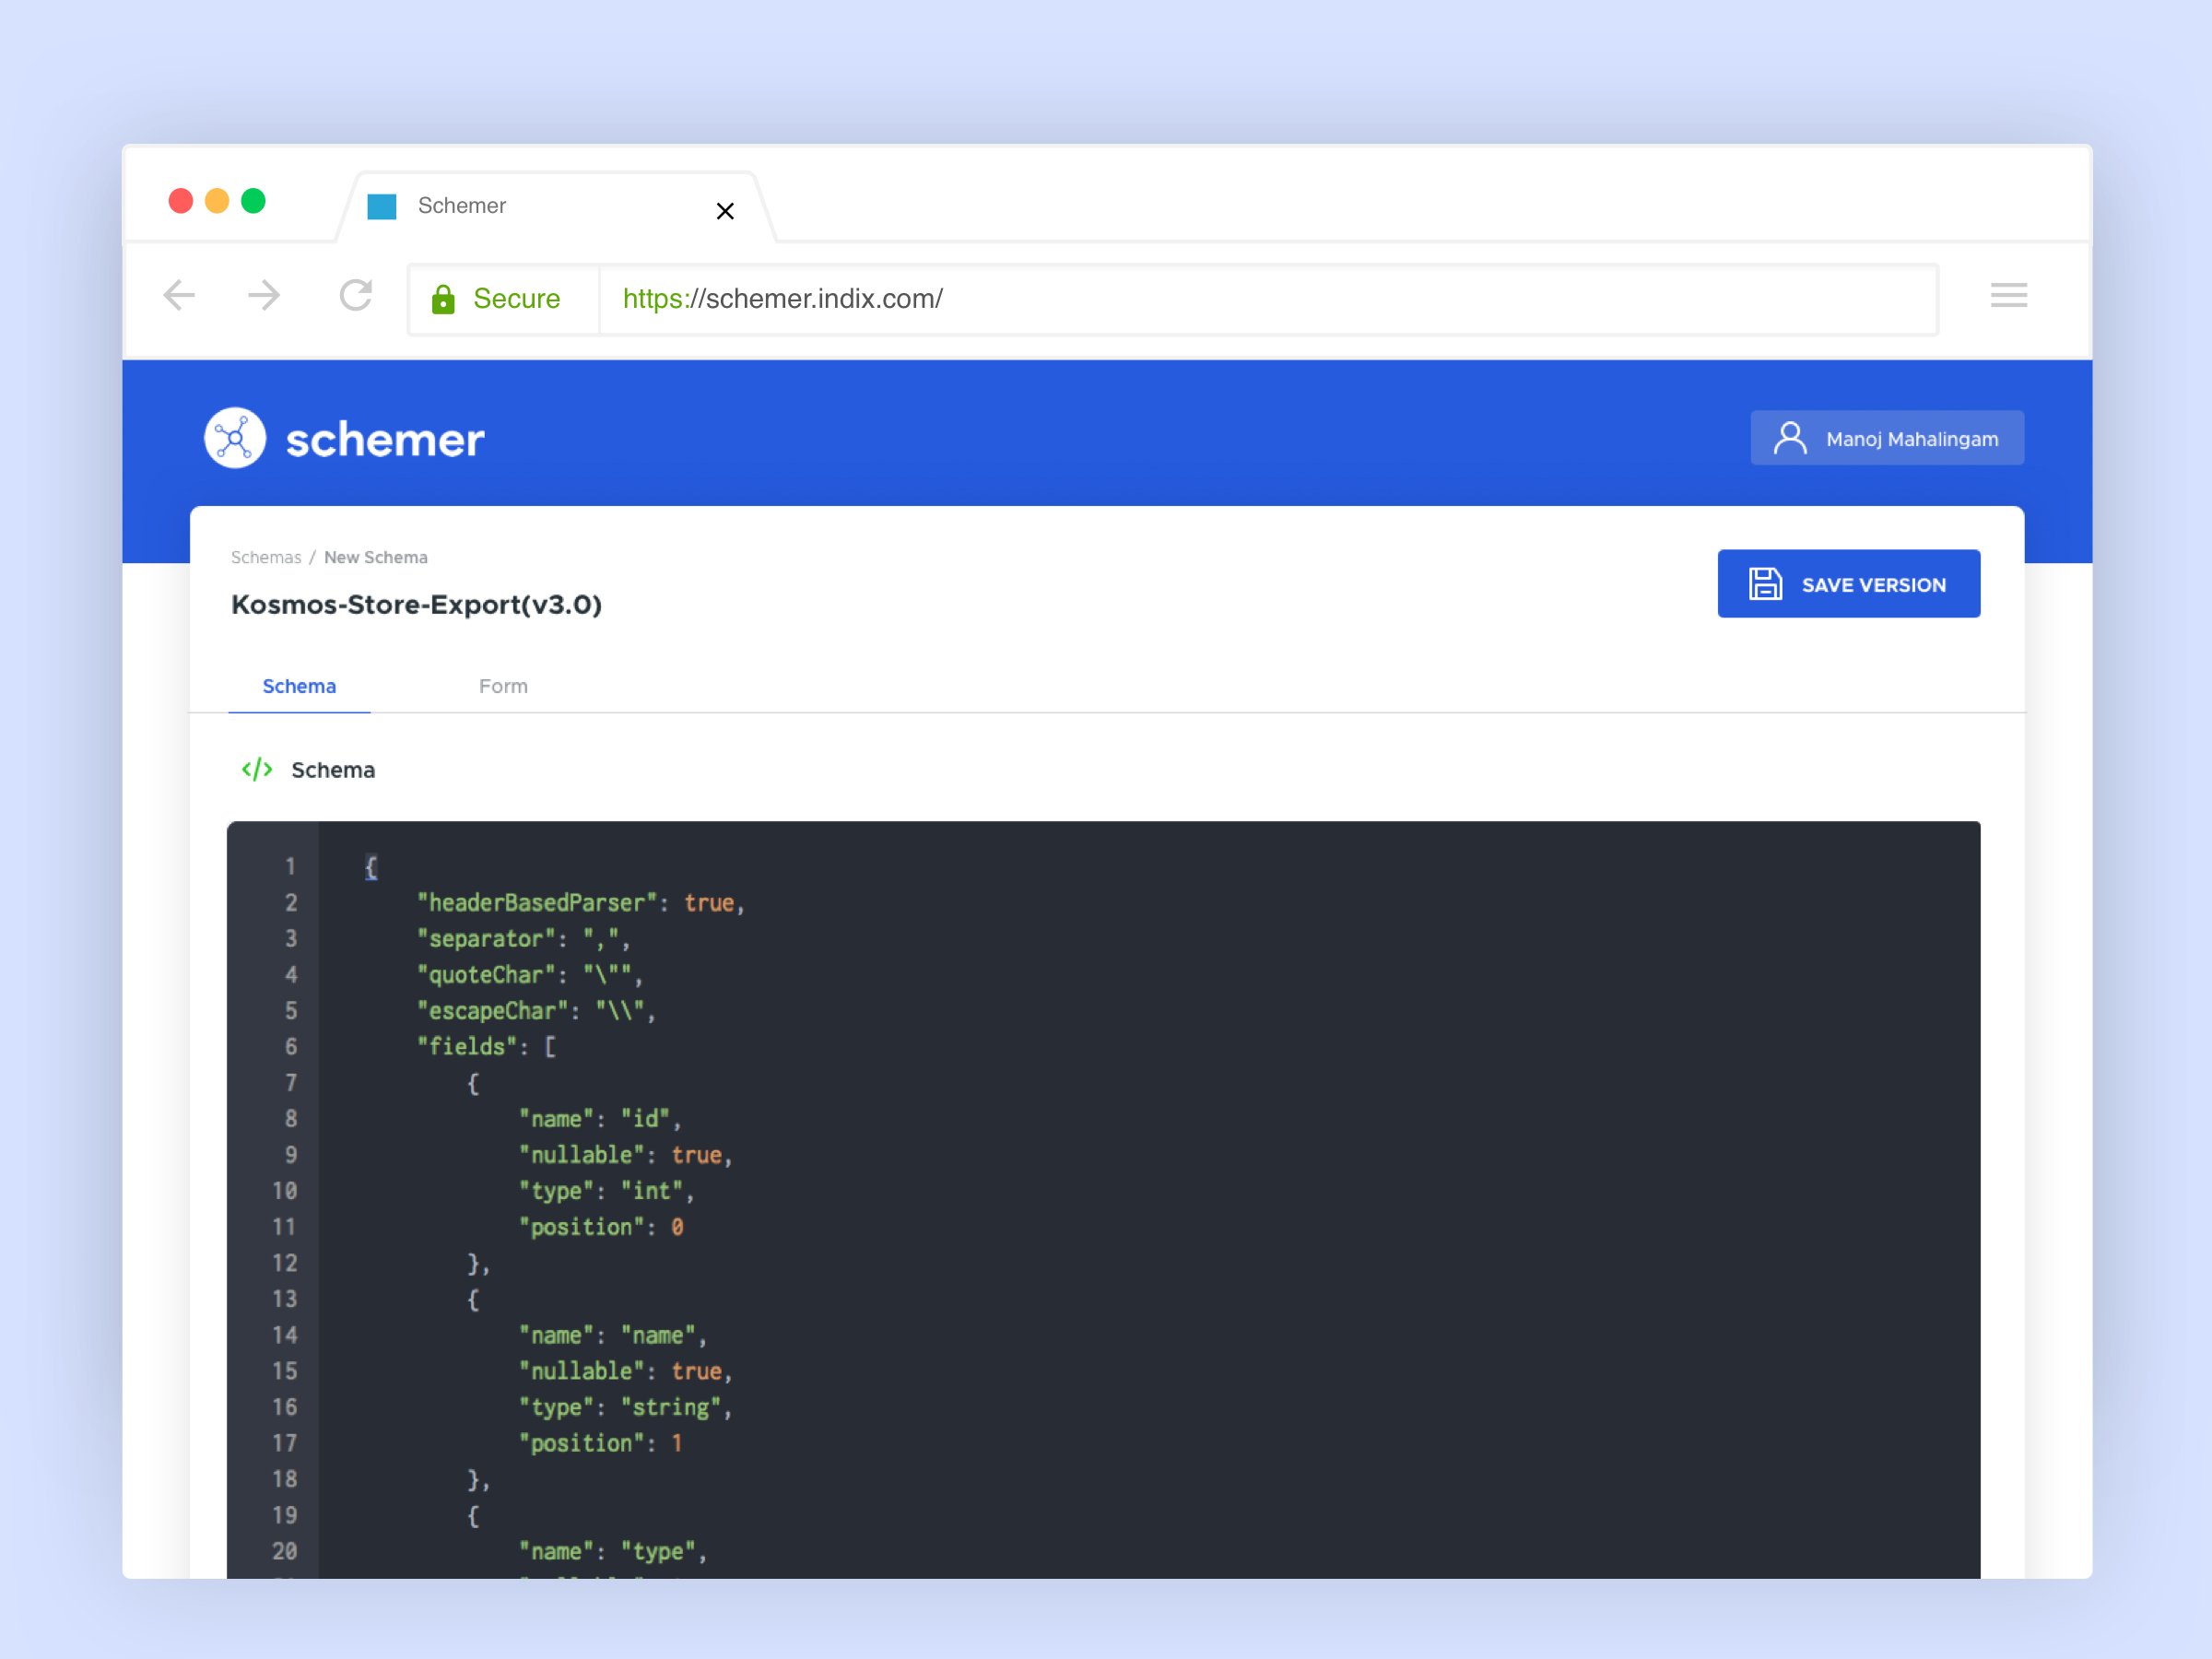 Schemer
Secure https://schemer.indix.com/
schemer
Manoj Mahalingam
Schemas / New Schema
Kosmos-Store-Export(v3.0)
SAVE VERSION
Schema Form
</> Schema
1 {
2 "headerBasedParser": true,
3 "separator": ",",
4 "quoteChar": "\"",
5 "escapeChar": "\\",
6 "fields": [
7 {
8 "name": "id",
9 "nullable": true,
10 "type": "int",
11 "position": 0
12 },
13 {
14 "name": "name",
15 "nullable": true,
16 "type": "string",
17 "position": 1
18 },
19 {
20 "name": "type",